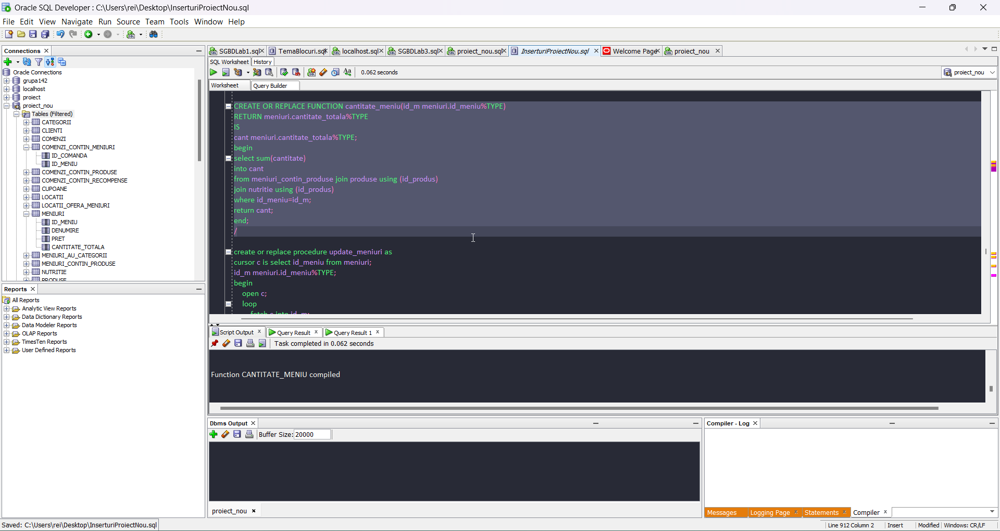 Oracle SQL Developer : C:\Users\rei\Desktop\InserturiProiectNou.sql
File Edit View Navigate Run Source Team Tools Window Help
Connections
Oracle Connections
grupa142
localhost
proiect
proiect_nou
Tables (Filtered)
CATEGORII
CLIENTI
COMENZI
COMENZI_CONTIN_MENIURI
ID_COMANDA
ID_MENIU
COMENZI_CONTIN_PRODUSE
COMENZI_CONTIN_RECOMPENSE
CUPOANE
LOCATII
LOCATII_OFERA_MENIURI
MENIURI
ID_MENIU
DENUMIRE
PRET
CANTITATE_TOTALA
MENIURI_AU_CATEGORII
MENIURI_CONTIN_PRODUSE
NUTRITIE
PRODUSE
Reports
All Reports
Analytic View Reports
Data Dictionary Reports
Data Modeler Reports
OLAP Reports
TimesTen Reports
User Defined Reports
SGBDLab1.sql TemaBlocuri.sql localhost.sql SGBDLab3.sql proiect_nou.sql InserturiProiectNou.sql Welcome Page proiect_nou
SQL Worksheet History
0.062 seconds
proiect_nou
Worksheet Query Builder
CREATE OR REPLACE FUNCTION cantitate_meniu(id_m meniuri.id_meniu%TYPE)
RETURN meniuri.cantitate_totala%TYPE
IS
cant meniuri.cantitate_totala%TYPE;
begin
select sum(cantitate)
into cant
from meniuri_contin_produse join produse using (id_produs)
join nutritie using (id_produs)
where id_meniu=id_m;
return cant;
end;
/
create or replace procedure update_meniuri as
cursor c is select id_meniu from meniuri;
id_m meniuri.id_meniu%TYPE;
begin
open c;
loop
fetch c into id_m;
Script Output Query Result Query Result 1
Task completed in 0.062 seconds
Function CANTITATE_MENIU compiled
Dbms Output
Buffer Size: 20000
proiect_nou
Compiler - Log
Messages Logging Page Statements Compiler
Saved: C:\Users\rei\Desktop\InserturiProiectNou.sql
Line 912 Column 2 Insert Modified Windows: CR/LF